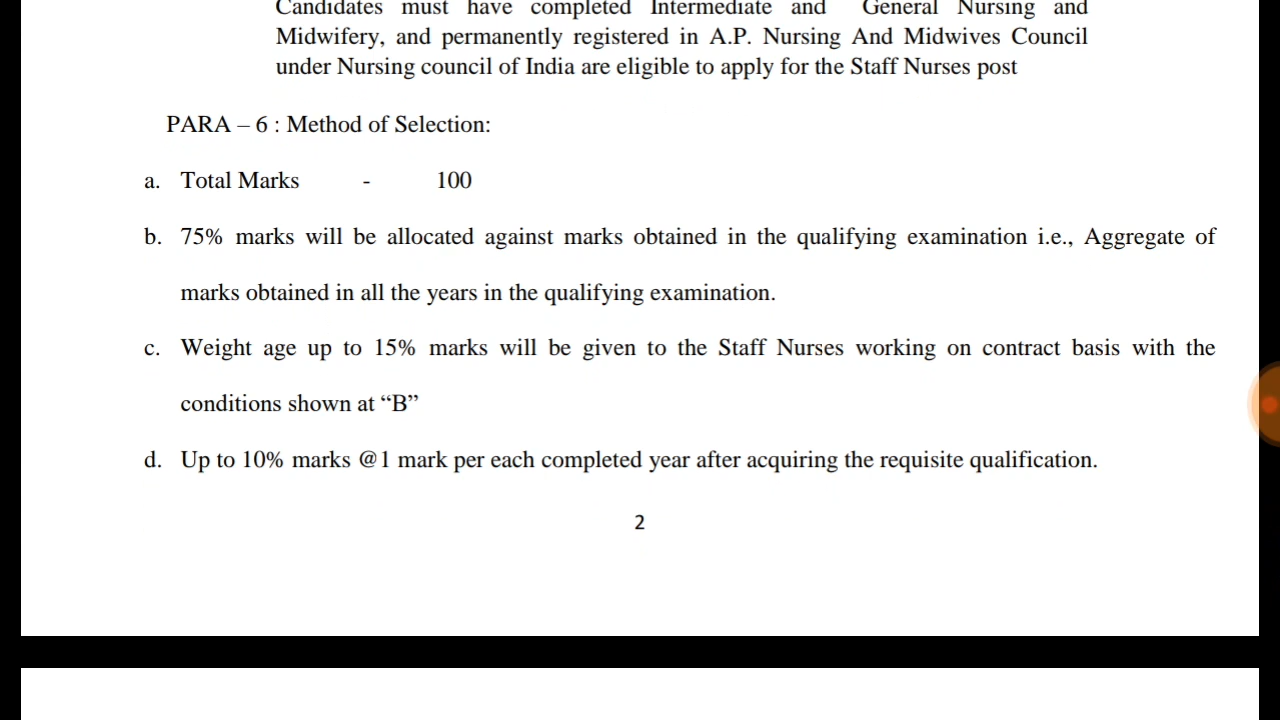 Candidates must have completed Intermediate and General Nursing and
Midwifery, and permanently registered in A.P. Nursing And Midwives Council
under Nursing council of India are eligible to apply for the Staff Nurses post
PARA – 6 : Method of Selection:
a. Total Marks - 100
b. 75% marks will be allocated against marks obtained in the qualifying examination i.e., Aggregate of
marks obtained in all the years in the qualifying examination.
c. Weight age up to 15% marks will be given to the Staff Nurses working on contract basis with the
conditions shown at “B”
d. Up to 10% marks @1 mark per each completed year after acquiring the requisite qualification.
2